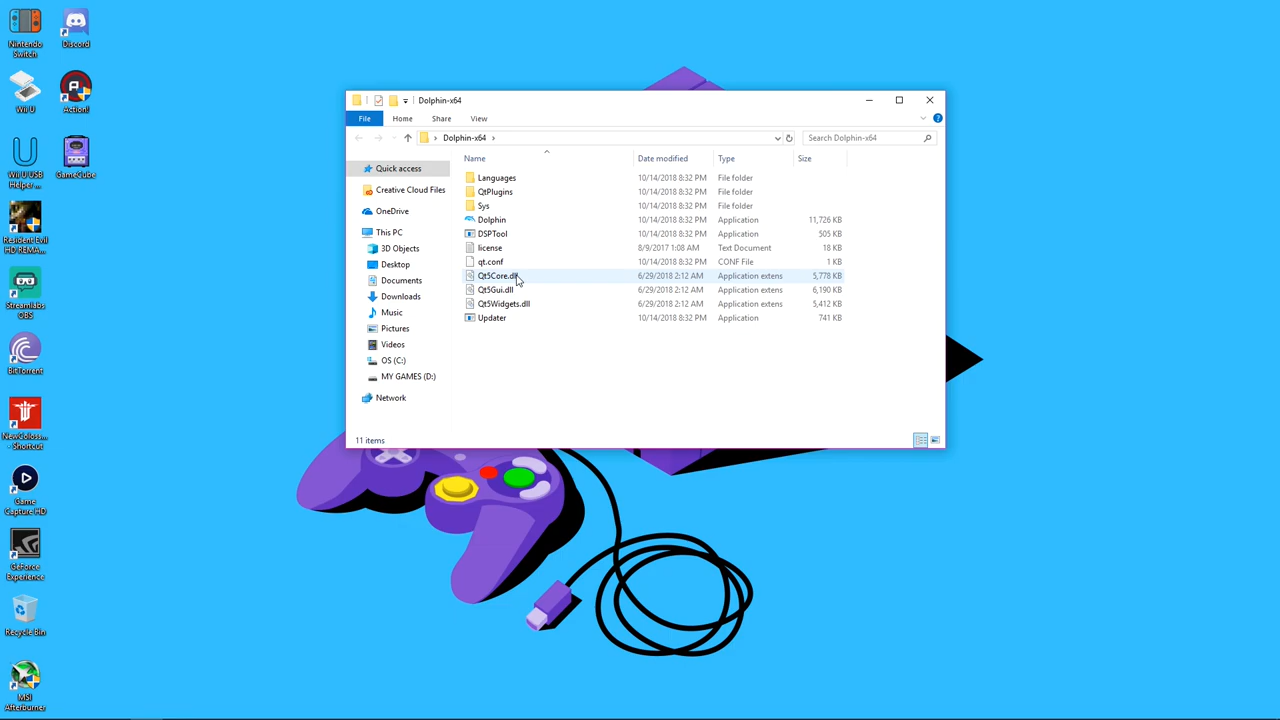 Nintendo
Switch
Discord
Wii U
Action!
Wii U USB
Helper ...
GameCube
Resident Evil
HD REMA...
Streamlabs
OBS
BitTorrent
NewColoss...
- Shortcut
Game
Capture HD
GeForce
Experience
Recycle Bin
MSI
Afterburner
Dolphin-x64
File Home Share View
Dolphin-x64
Search Dolphin-x64
Quick access
Creative Cloud Files
OneDrive
This PC
3D Objects
Desktop
Documents
Downloads
Music
Pictures
Videos
OS (C:)
MY GAMES (D:)
Network
Name Date modified Type Size
Languages 10/14/2018 8:32 PM File folder
QtPlugins 10/14/2018 8:32 PM File folder
Sys 10/14/2018 8:32 PM File folder
Dolphin 10/14/2018 8:32 PM Application 11,726 KB
DSPTool 10/14/2018 8:32 PM Application 505 KB
license 8/9/2017 1:08 AM Text Document 18 KB
qt.conf 10/14/2018 8:32 PM CONF File 1 KB
Qt5Core.dll 6/29/2018 2:12 AM Application extens 5,778 KB
Qt5Gui.dll 6/29/2018 2:12 AM Application extens 6,190 KB
Qt5Widgets.dll 6/29/2018 2:12 AM Application extens 5,412 KB
Updater 10/14/2018 8:32 PM Application 741 KB
11 items